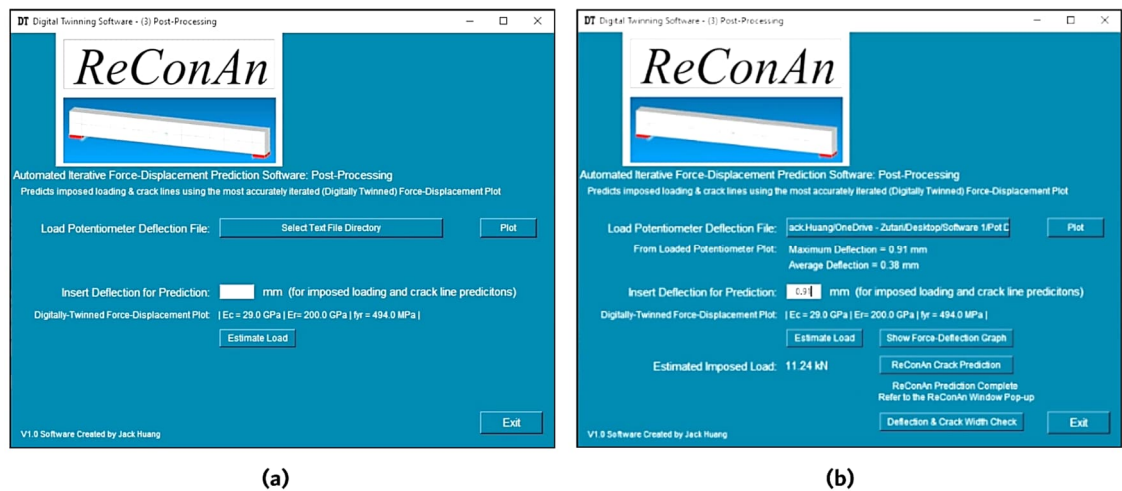 DT Digital Twinning Software - (3) Post-Processing
ReConAn
Automated Iterative Force-Displacement Prediction Software: Post-Processing
Predicts imposed loading & crack lines using the most accurately iterated (Digitally Twinned) Force-Displacement Plot
Load Potentiometer Deflection File: Select Text File Directory Plot
Insert Deflection for Prediction: mm (for imposed loading and crack line predicitons)
Digitally-Twinned Force-Displacement Plot: | Ec = 29.0 GPa | Er= 200.0 GPa | fyr = 494.0 MPa |
Estimate Load
Exit
V1.0 Software Created by Jack Huang
(a)
DT Digital Twinning Software - (3) Post-Processing
ReConAn
Automated Iterative Force-Displacement Prediction Software: Post-Processing
Predicts imposed loading & crack lines using the most accurately iterated (Digitally Twinned) Force-Displacement Plot
Load Potentiometer Deflection File: ack.Huang/OneDrive - Zutari/Desktop/Software 1/Pot D Plot
From Loaded Potentiometer Plot: Maximum Deflection = 0.91 mm
Average Deflection = 0.38 mm
Insert Deflection for Prediction: 0.91 mm (for imposed loading and crack line predicitons)
Digitally-Twinned Force-Displacement Plot: | Ec = 29.0 GPa | Er= 200.0 GPa | fyr = 494.0 MPa |
Estimate Load Show Force-Deflection Graph
Estimated Imposed Load: 11.24 kN ReConAn Crack Prediction
ReConAn Prediction Complete
Refer to the ReConAn Window Pop-up
Deflection & Crack Width Check Exit
V1.0 Software Created by Jack Huang
(b)